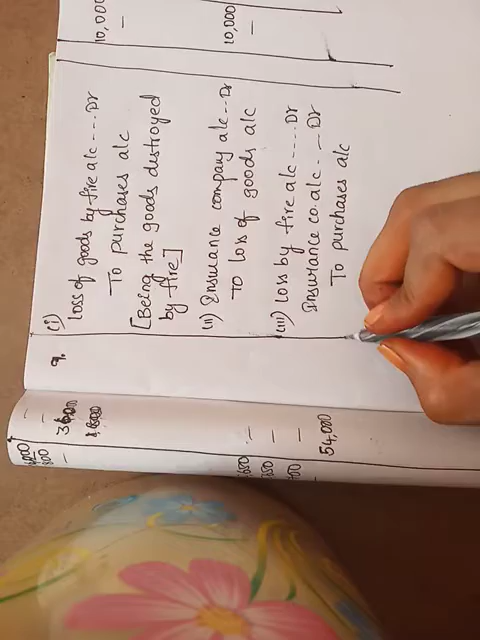 9. (i) Loss of goods by fire a/c ---- Dr
To purchases a/c
[Being the goods destroyed
by fire]
(ii) Insurance company a/c -- Dr
To loss of goods a/c
(iii) Loss by fire a/c ---- Dr
Insurance co. a/c. - Dr
To purchases a/c
10,000
10,000
54,000